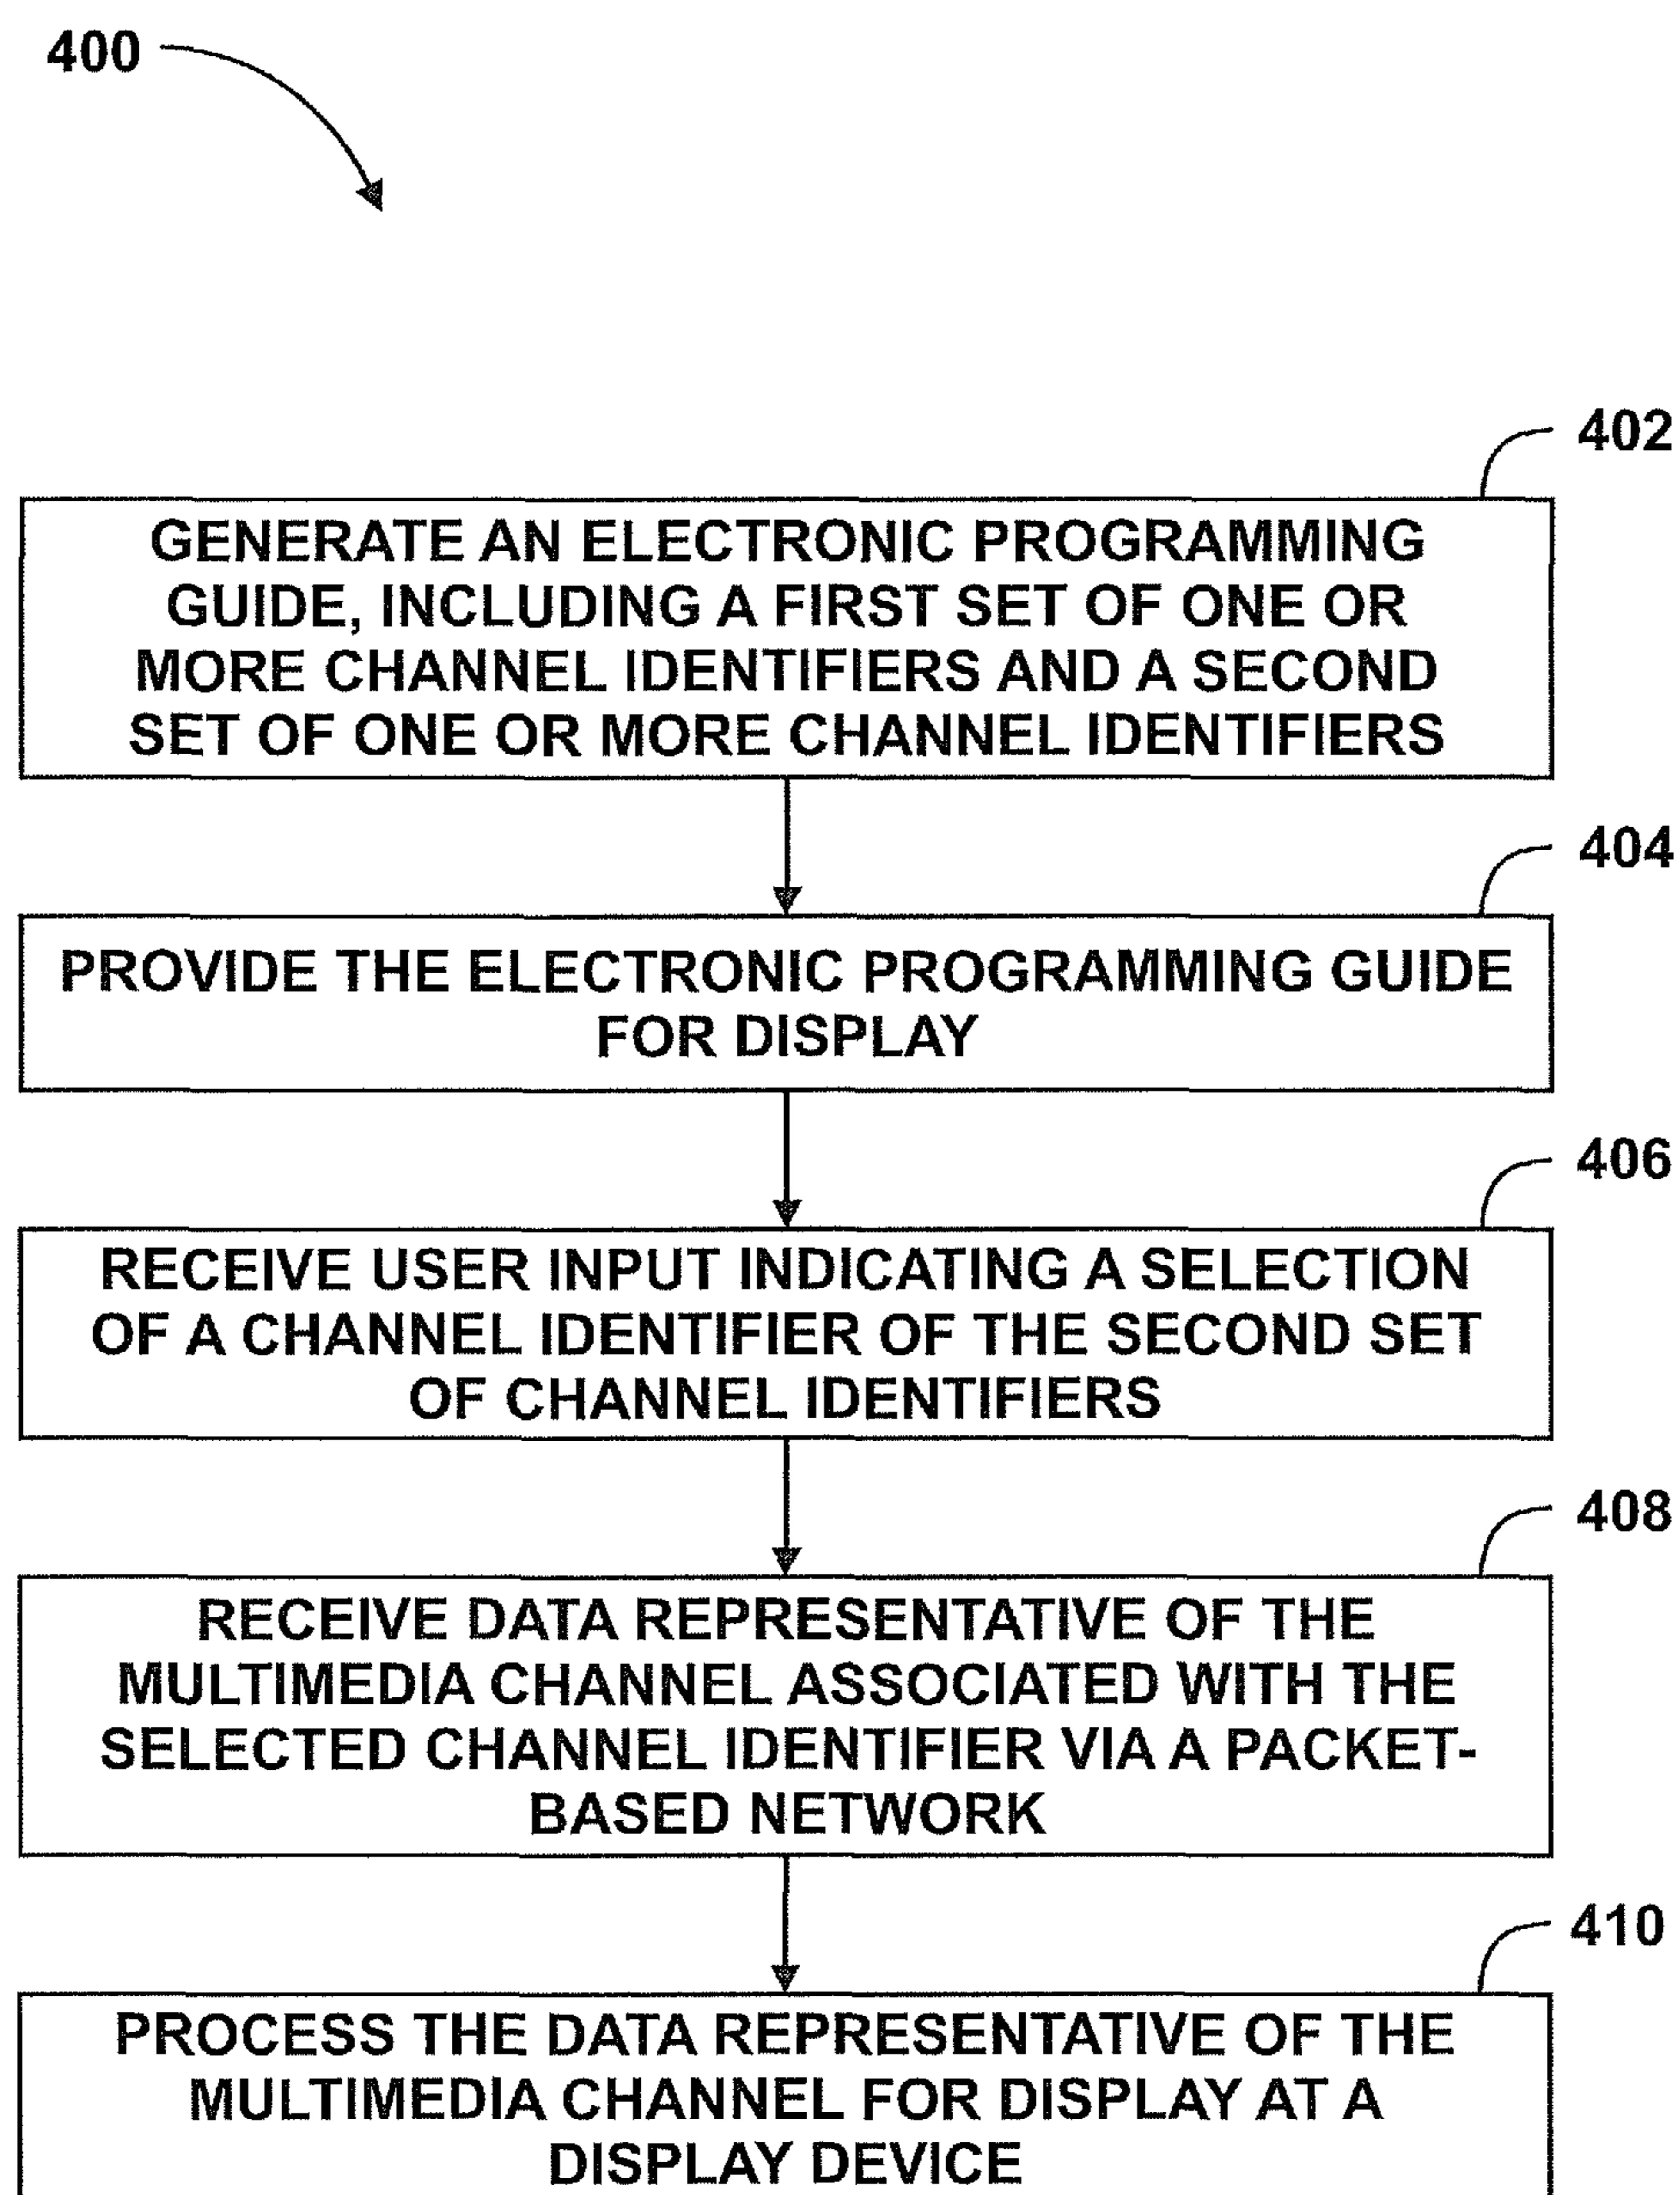 400
402
GENERATE AN ELECTRONIC PROGRAMMING
GUIDE, INCLUDING A FIRST SET OF ONE OR
MORE CHANNEL IDENTIFIERS AND A SECOND
SET OF ONE OR MORE CHANNEL IDENTIFIERS
404
PROVIDE THE ELECTRONIC PROGRAMMING GUIDE
FOR DISPLAY
406
RECEIVE USER INPUT INDICATING A SELECTION
OF A CHANNEL IDENTIFIER OF THE SECOND SET
OF CHANNEL IDENTIFIERS
408
RECEIVE DATA REPRESENTATIVE OF THE
MULTIMEDIA CHANNEL ASSOCIATED WITH THE
SELECTED CHANNEL IDENTIFIER VIA A PACKET-
BASED NETWORK
410
PROCESS THE DATA REPRESENTATIVE OF THE
MULTIMEDIA CHANNEL FOR DISPLAY AT A
DISPLAY DEVICE